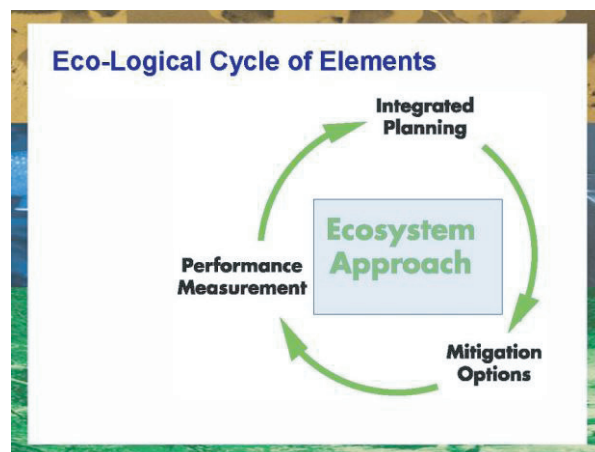 Eco-Logical Cycle of Elements
Integrated
Planning
Ecosystem
Approach
Performance
Measurement
Mitigation
Options